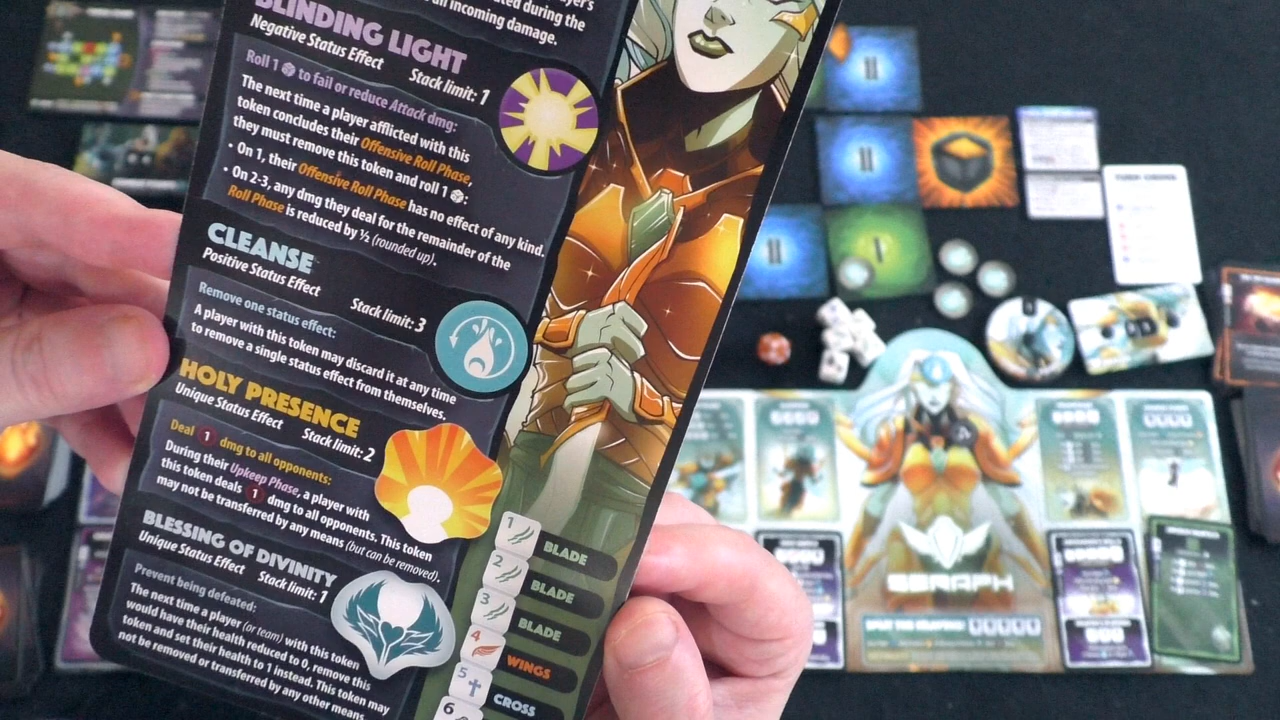 ated during the
all incoming damage.
BLINDING LIGHT
Negative Status Effect Stack limit: 1
Roll 1 to fail or reduce Attack dmg:
The next time a player afflicted with this
token concludes their Offensive Roll Phase,
they must remove this token and roll 1 :
• On 1, their Offensive Roll Phase has no effect of any kind.
• On 2-3, any dmg they deal for the remainder of the
Roll Phase is reduced by ½ (rounded up).
CLEANSE
Positive Status Effect Stack limit: 3
Remove one status effect:
A player with this token may discard it at any time
to remove a single status effect from themselves.
HOLY PRESENCE
Unique Status Effect Stack limit: 2
Deal 1 dmg to all opponents:
During their Upkeep Phase, a player with
this token deals 1 dmg to all opponents. This token
may not be transferred by any means (but can be removed).
BLESSING OF DIVINITY
Unique Status Effect Stack limit: 1
Prevent being defeated:
The next time a player (or team) with this token
would have their health reduced to 0, remove this
token and set their health to 1 instead. This token may
not be removed or transferred by any other means
1 BLADE
2 BLADE
3 BLADE
4 WINGS
5 CROSS
6
II
II
II
I
SERAPH